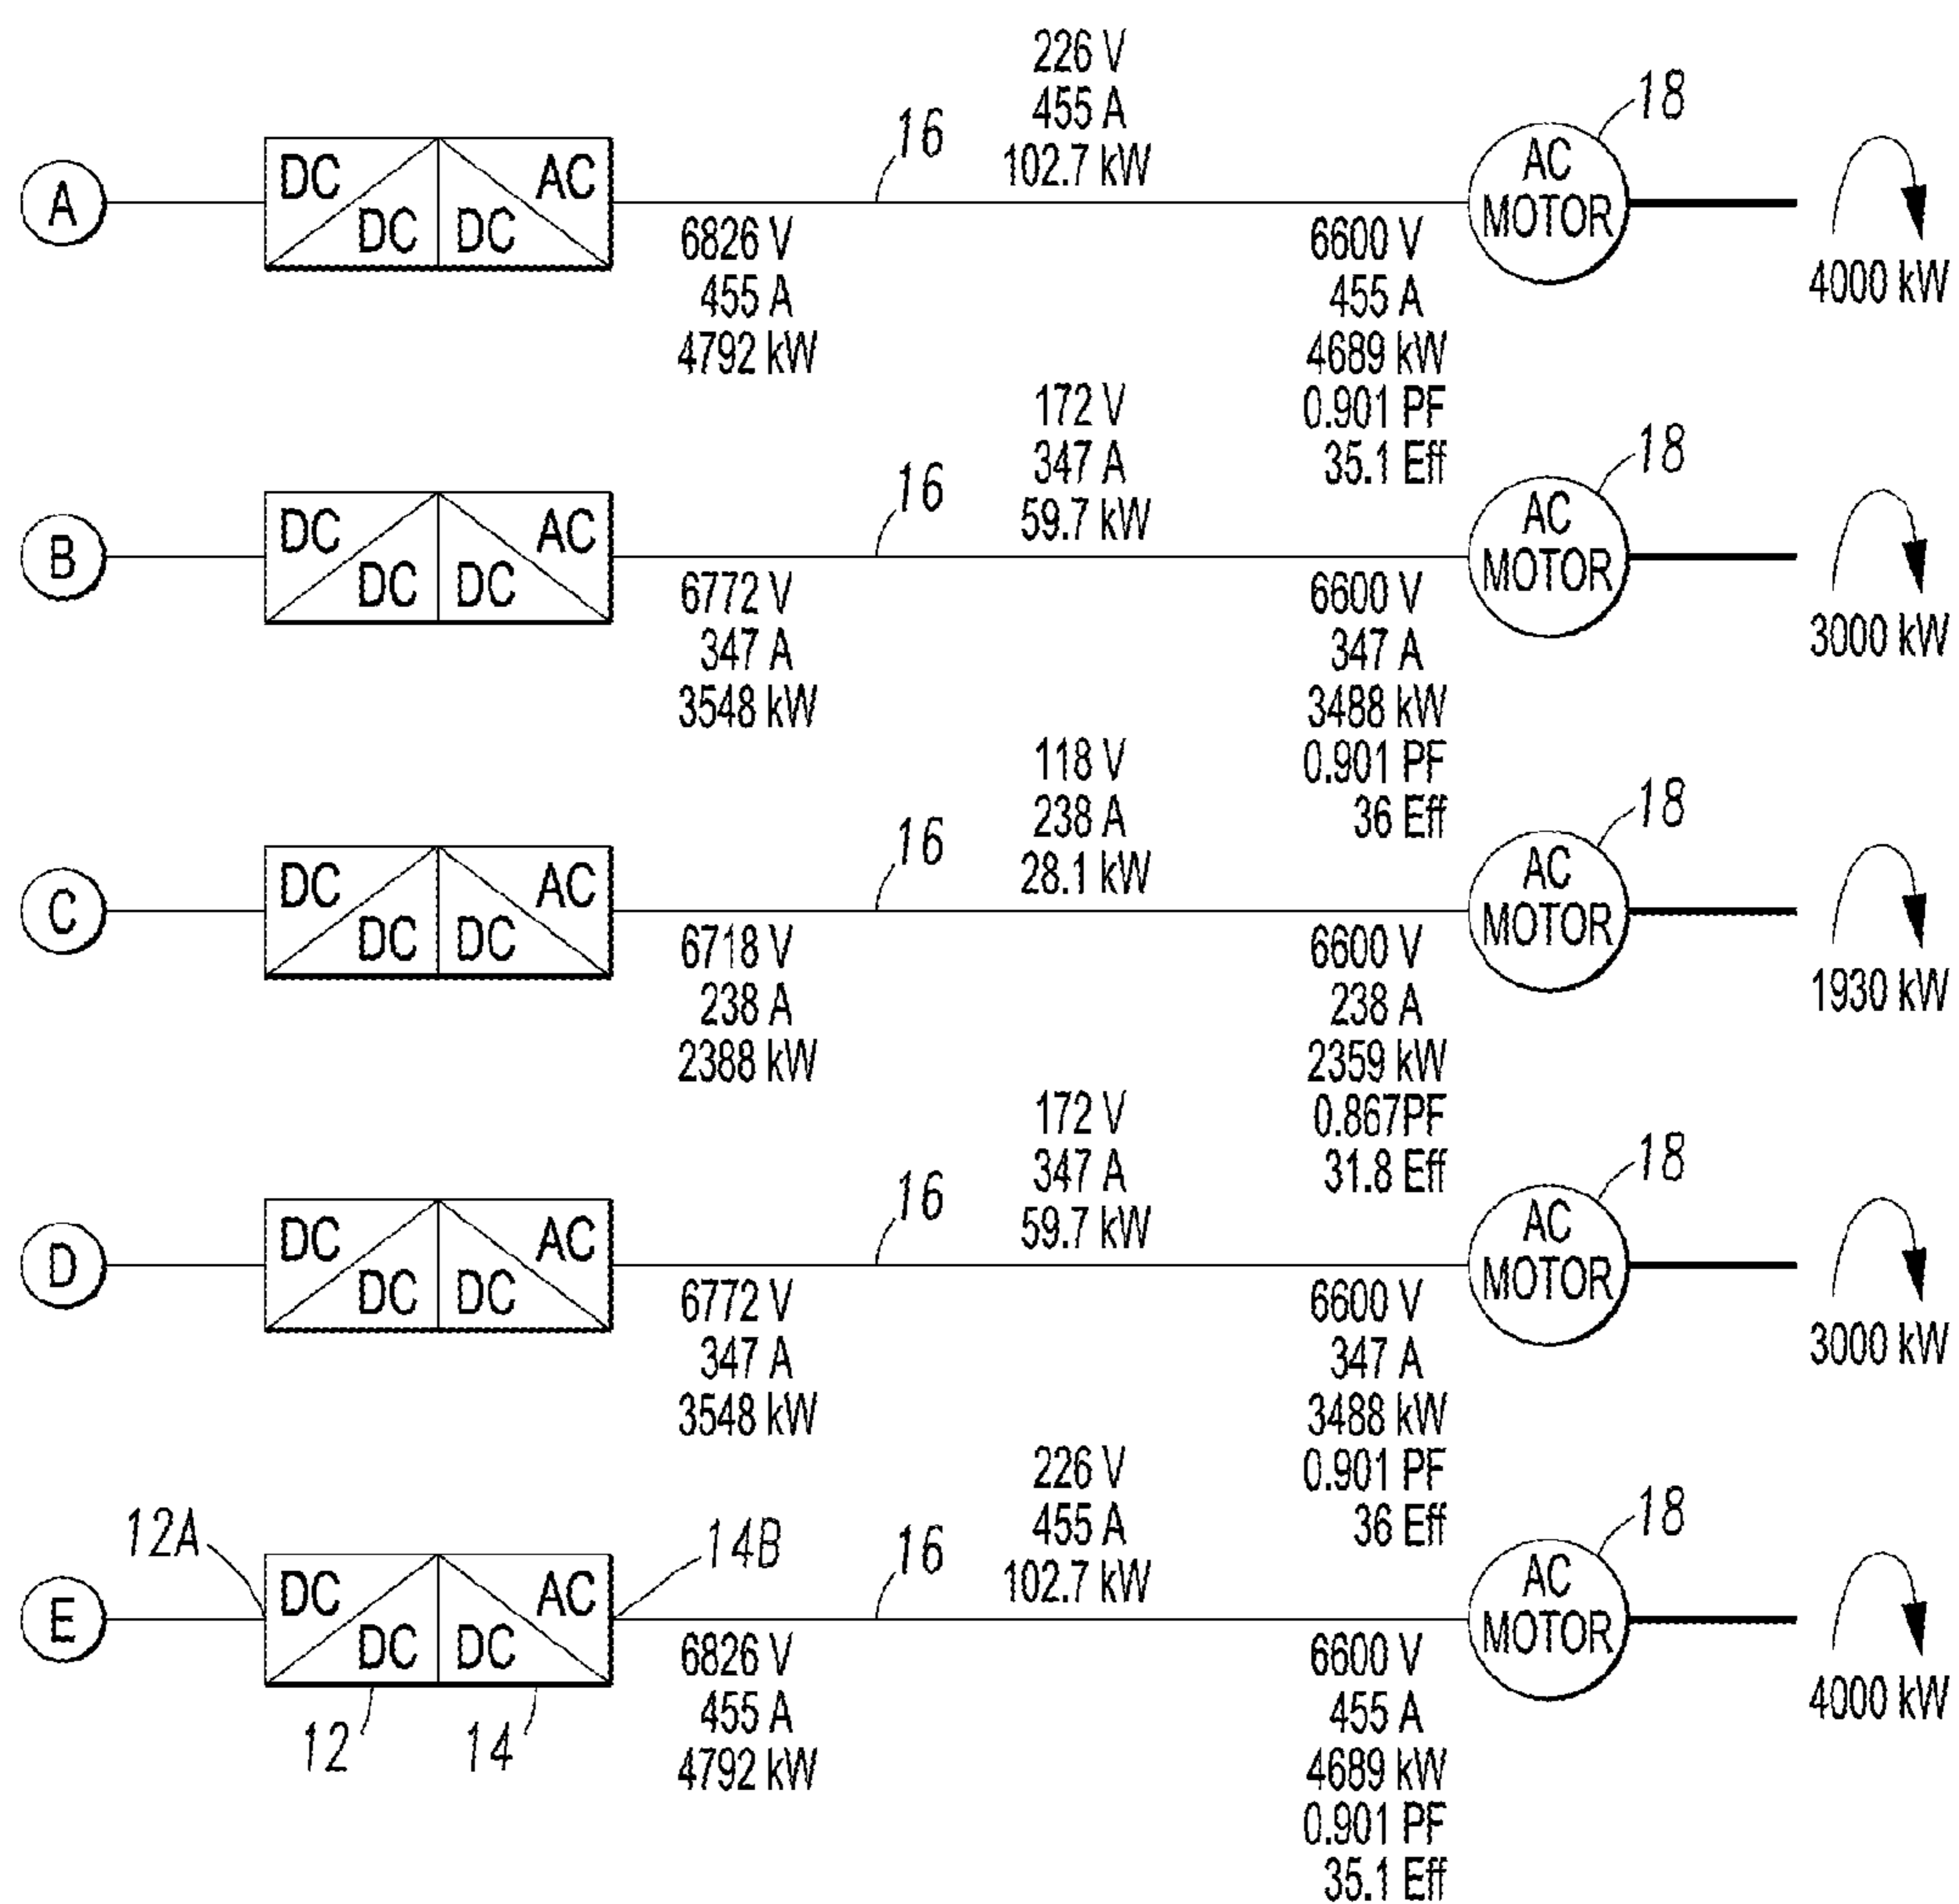 226 V
455 A
102.7 kW
16
18
A
DC
DC
DC
AC
AC
MOTOR
6826 V
455 A
4792 kW
6600 V
455 A
4689 kW
0.901 PF
35.1 Eff
4000 kW
172 V
347 A
59.7 kW
16
18
B
DC
DC
DC
AC
AC
MOTOR
6772 V
347 A
3548 kW
6600 V
347 A
3488 kW
0.901 PF
36 Eff
3000 kW
118 V
238 A
28.1 kW
16
18
C
DC
DC
DC
AC
AC
MOTOR
6718 V
238 A
2388 kW
6600 V
238 A
2359 kW
0.867PF
31.8 Eff
1930 kW
172 V
347 A
59.7 kW
16
18
D
DC
DC
DC
AC
AC
MOTOR
6772 V
347 A
3548 kW
6600 V
347 A
3488 kW
0.901 PF
36 Eff
3000 kW
226 V
455 A
102.7 kW
12A
14B
16
18
E
DC
DC
DC
AC
AC
MOTOR
12
14
6826 V
455 A
4792 kW
6600 V
455 A
4689 kW
0.901 PF
35.1 Eff
4000 kW